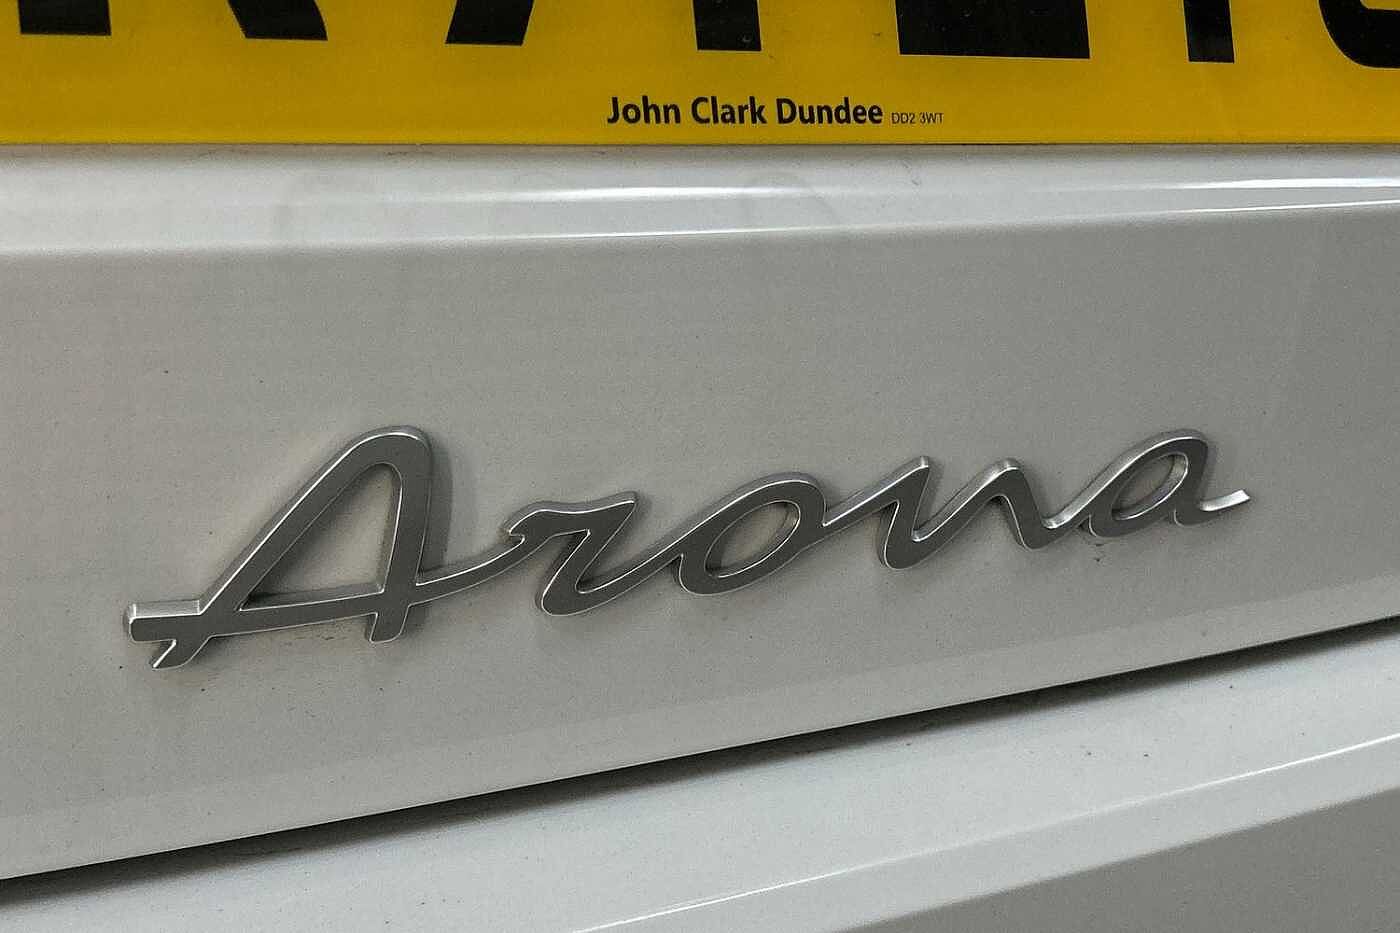 John Clark Dundee DD2 3WT
Arona